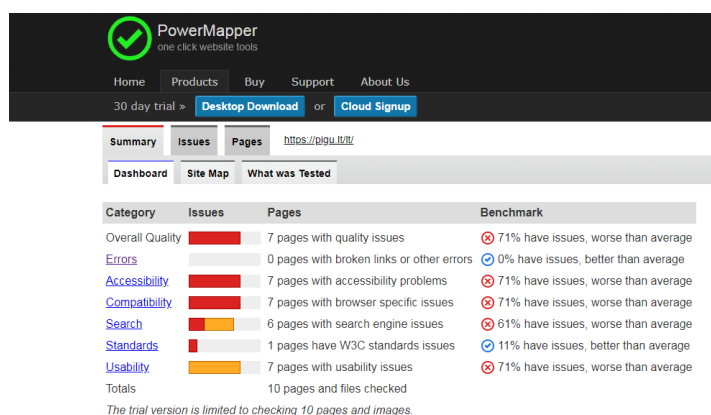 PowerMapper
one click website tools
Home Products Buy Support About Us
30 day trial » Desktop Download or Cloud Signup
Summary Issues Pages https://pigu.lt/lt/
Dashboard Site Map What was Tested
Category Issues Pages Benchmark
Overall Quality 7 pages with quality issues 71% have issues, worse than average
Errors 0 pages with broken links or other errors 0% have issues, better than average
Accessibility 7 pages with accessibility problems 71% have issues, worse than average
Compatibility 7 pages with browser specific issues 71% have issues, worse than average
Search 6 pages with search engine issues 61% have issues, worse than average
Standards 1 pages have W3C standards issues 11% have issues, better than average
Usability 7 pages with usability issues 71% have issues, worse than average
Totals 10 pages and files checked
The trial version is limited to checking 10 pages and images.